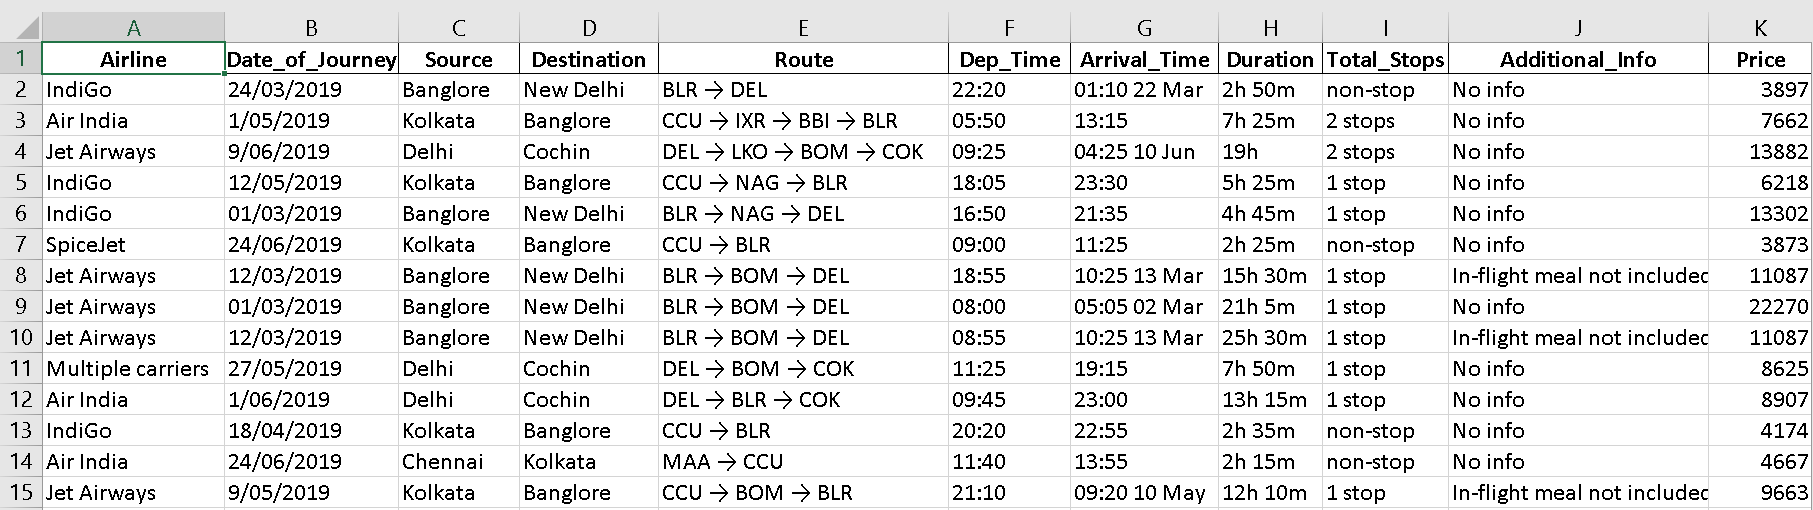 A B C D E F G H I J K
1 Airline Date_of_Journey Source Destination Route Dep_Time Arrival_Time Duration Total_Stops Additional_Info Price
2 IndiGo 24/03/2019 Banglore New Delhi BLR → DEL 22:20 01:10 22 Mar 2h 50m non-stop No info 3897
3 Air India 1/05/2019 Kolkata Banglore CCU → IXR → BBI → BLR 05:50 13:15 7h 25m 2 stops No info 7662
4 Jet Airways 9/06/2019 Delhi Cochin DEL → LKO → BOM → COK 09:25 04:25 10 Jun 19h 2 stops No info 13882
5 IndiGo 12/05/2019 Kolkata Banglore CCU → NAG → BLR 18:05 23:30 5h 25m 1 stop No info 6218
6 IndiGo 01/03/2019 Banglore New Delhi BLR → NAG → DEL 16:50 21:35 4h 45m 1 stop No info 13302
7 SpiceJet 24/06/2019 Kolkata Banglore CCU → BLR 09:00 11:25 2h 25m non-stop No info 3873
8 Jet Airways 12/03/2019 Banglore New Delhi BLR → BOM → DEL 18:55 10:25 13 Mar 15h 30m 1 stop In-flight meal not included 11087
9 Jet Airways 01/03/2019 Banglore New Delhi BLR → BOM → DEL 08:00 05:05 02 Mar 21h 5m 1 stop No info 22270
10 Jet Airways 12/03/2019 Banglore New Delhi BLR → BOM → DEL 08:55 10:25 13 Mar 25h 30m 1 stop In-flight meal not included 11087
11 Multiple carriers 27/05/2019 Delhi Cochin DEL → BOM → COK 11:25 19:15 7h 50m 1 stop No info 8625
12 Air India 1/06/2019 Delhi Cochin DEL → BLR → COK 09:45 23:00 13h 15m 1 stop No info 8907
13 IndiGo 18/04/2019 Kolkata Banglore CCU → BLR 20:20 22:55 2h 35m non-stop No info 4174
14 Air India 24/06/2019 Chennai Kolkata MAA → CCU 11:40 13:55 2h 15m non-stop No info 4667
15 Jet Airways 9/05/2019 Kolkata Banglore CCU → BOM → BLR 21:10 09:20 10 May 12h 10m 1 stop In-flight meal not included 9663